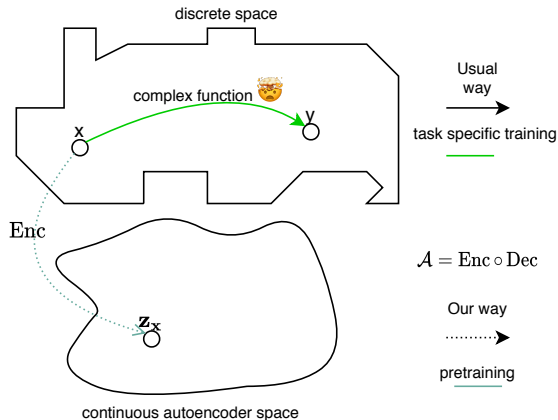 discrete space
complex function
x
y
Usual
way
task specific training
Enc
𝒜 = Enc ∘ Dec
Our way
z_x
pretraining
continuous autoencoder space